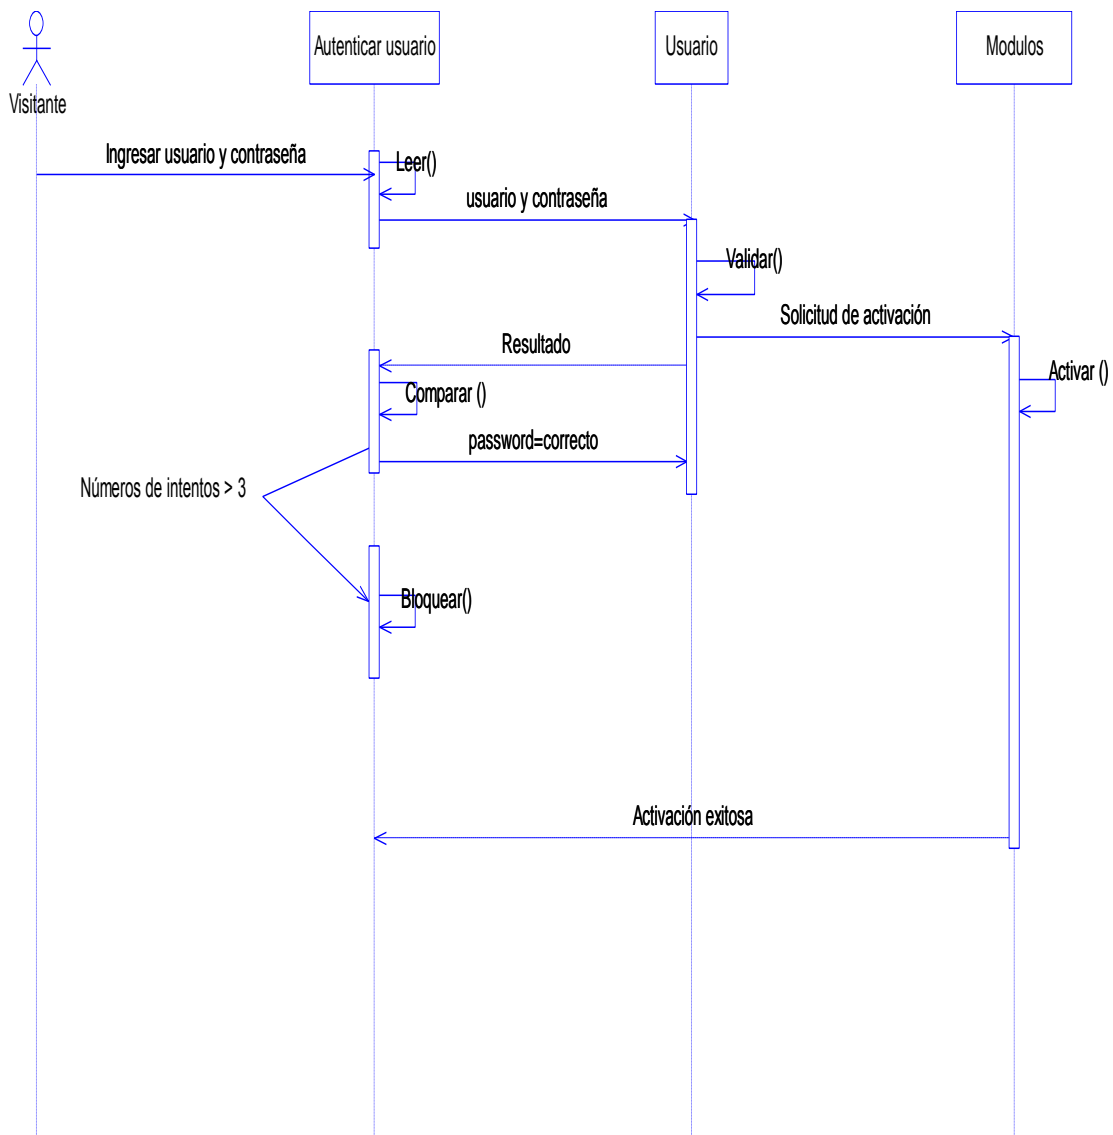 Autenticar usuario
Usuario
Modulos
Visitante
Ingresar usuario y contraseña
Leer()
usuario y contraseña
Validar()
Solicitud de activación
Resultado
Activar ()
Comparar ()
password=correcto
Números de intentos > 3
Bloquear()
Activación exitosa